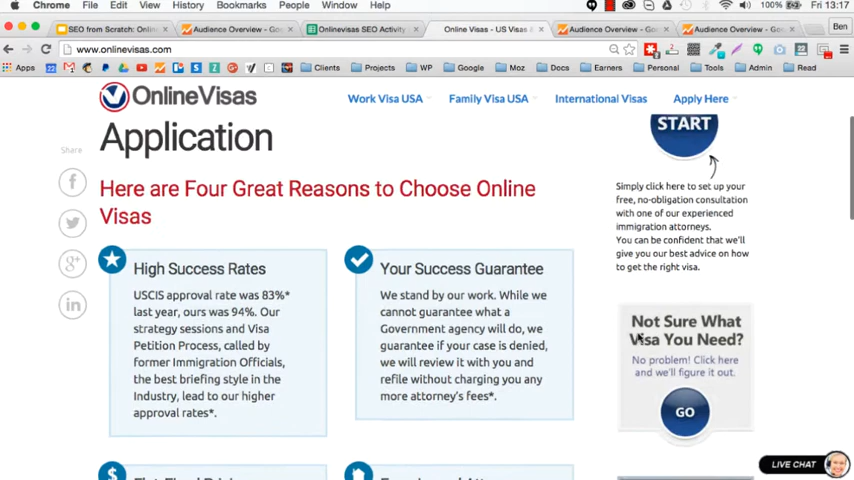 Chrome File Edit View History Bookmarks People Window Help 100% Fri 13:17
SEO from Scratch: Onlin Audience Overview - Go Onlinevisas SEO Activity Online Visas - US Visas & Audience Overview - Goo Audience Overview - Goo Ben
www.onlinevisas.com
Apps Clients Projects WP Google Moz Docs Earners Personal Tools Admin Read
OnlineVisas
Work Visa USA Family Visa USA International Visas Apply Here
Application
Share
Here are Four Great Reasons to Choose Online
Visas
High Success Rates
USCIS approval rate was 83%*
last year, ours was 94%. Our
strategy sessions and Visa
Petition Process, called by
former Immigration Officials,
the best briefing style in the
Industry, lead to our higher
approval rates*.
Your Success Guarantee
We stand by our work. While we
cannot guarantee what a
Government agency will do, we
guarantee if your case is denied,
we will review it with you and
refile without charging you any
more attorney's fees*.
START
Simply click here to set up your
free, no-obligation consultation
with one of our experienced
immigration attorneys.
You can be confident that we'll
give you our best advice on how
to get the right visa.
Not Sure What
Visa You Need?
No problem! Click here
and we'll figure it out.
GO
LIVE CHAT